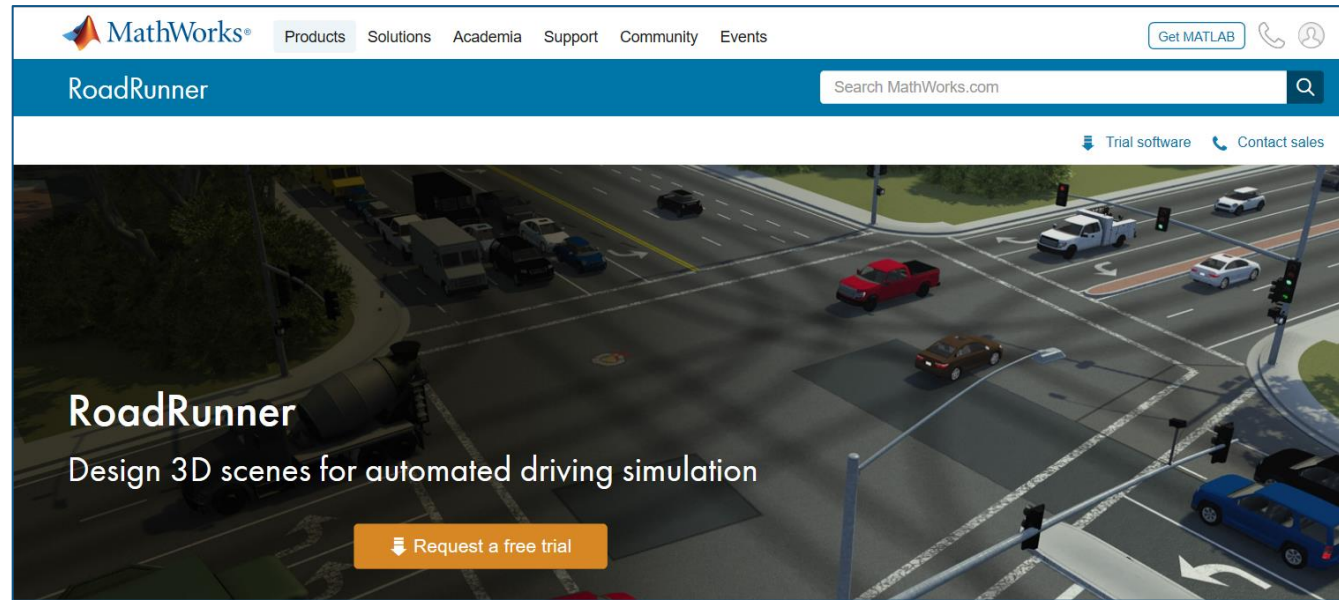 MathWorks® Products Solutions Academia Support Community Events Get MATLAB
RoadRunner Search MathWorks.com
Trial software Contact sales
RoadRunner
Design 3D scenes for automated driving simulation
Request a free trial